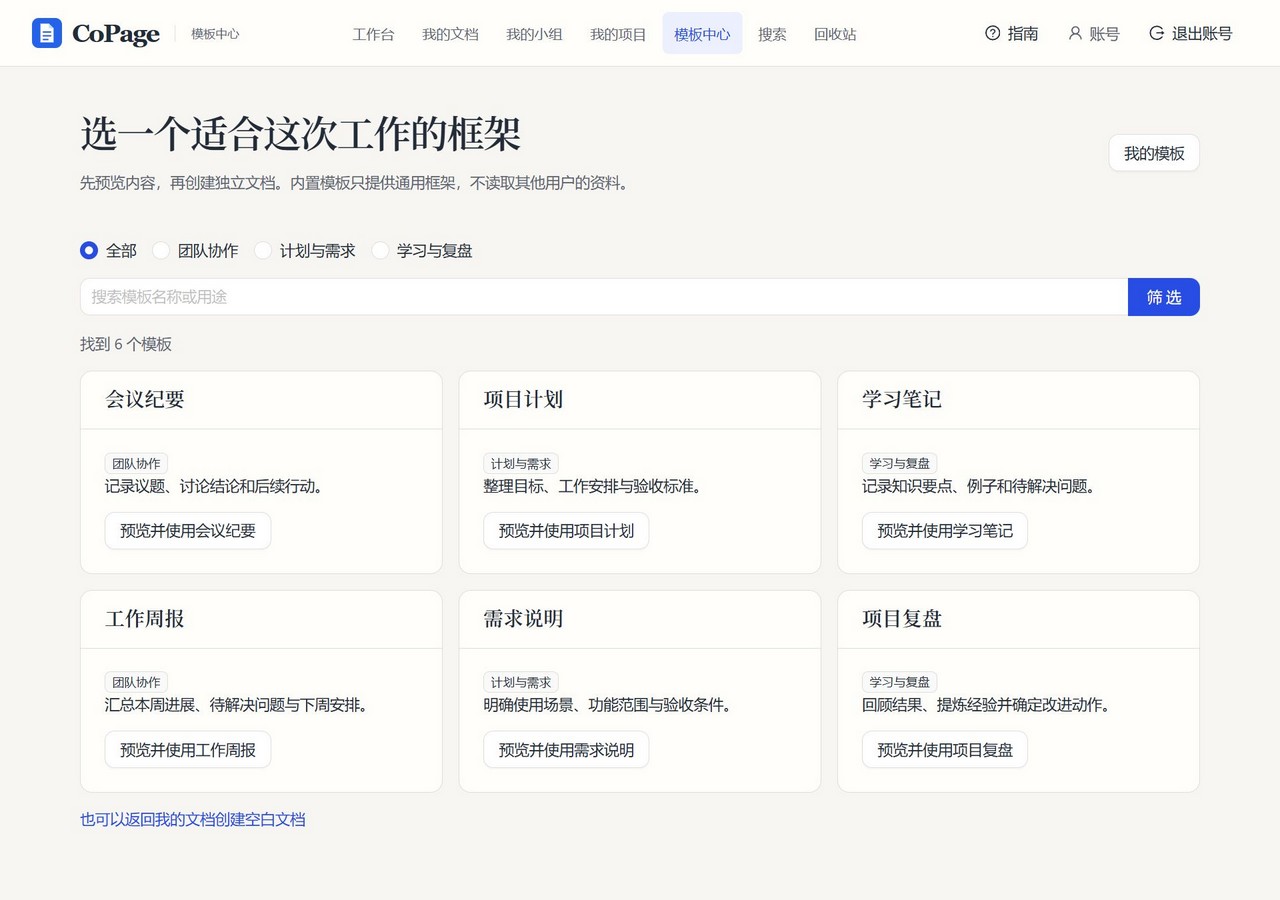 CoPage 模板中心 工作台 我的文档 我的小组 我的项目 模板中心 搜索 回收站 指南 账号 退出账号
选一个适合这次工作的框架
我的模板
先预览内容，再创建独立文档。内置模板只提供通用框架，不读取其他用户的资料。
全部 团队协作 计划与需求 学习与复盘
搜索模板名称或用途 筛 选
找到 6 个模板
会议纪要
团队协作
记录议题、讨论结论和后续行动。
预览并使用会议纪要
项目计划
计划与需求
整理目标、工作安排与验收标准。
预览并使用项目计划
学习笔记
学习与复盘
记录知识要点、例子和待解决问题。
预览并使用学习笔记
工作周报
团队协作
汇总本周进展、待解决问题与下周安排。
预览并使用工作周报
需求说明
计划与需求
明确使用场景、功能范围与验收条件。
预览并使用需求说明
项目复盘
学习与复盘
回顾结果、提炼经验并确定改进动作。
预览并使用项目复盘
也可以返回我的文档创建空白文档